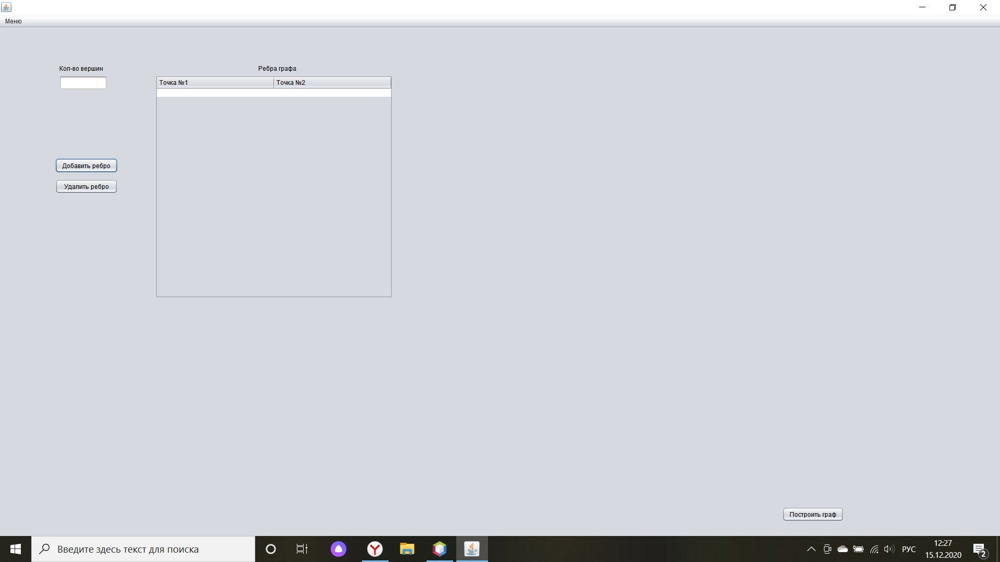 Меню
Кол-во вершин
Ребра графа
Точка №1
Точка №2
Добавить ребро
Удалить ребро
Построить граф
Введите здесь текст для поиска
РУС
12:27
15.12.2020
2